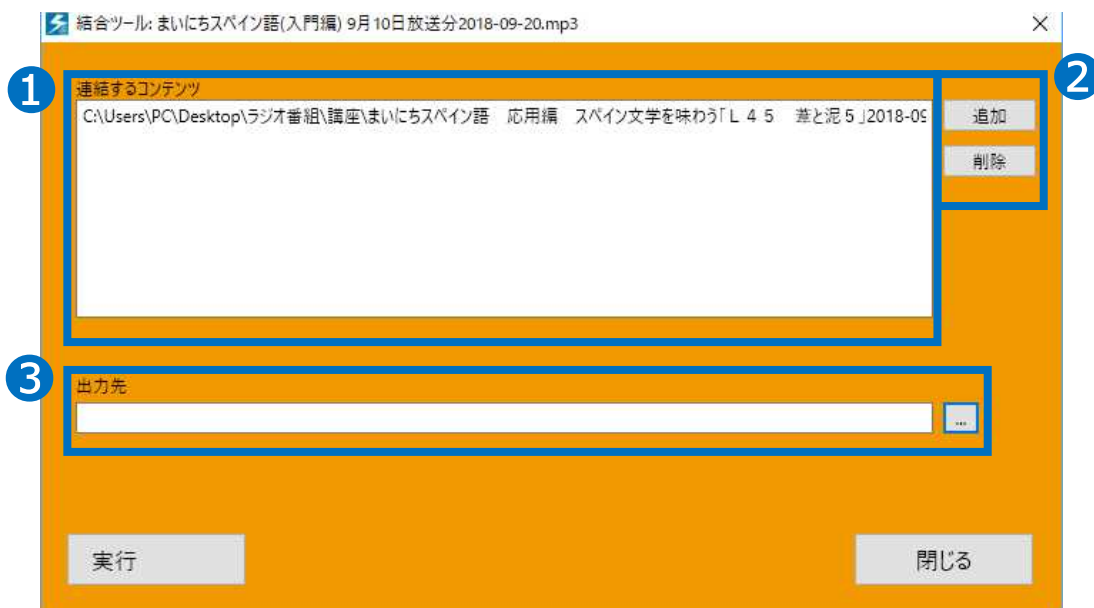 結合ツール: まいにちスペイン語(入門編) 9月10日放送分2018-09-20.mp3
1
2
連結するコンテンツ
C:\Users\PC\Desktop\ラジオ番組\講座\まいにちスペイン語　応用編　スペイン文学を味わう「Ｌ４５　葦と泥５」2018-09
追加
削除
3
出力先
...
実行
閉じる